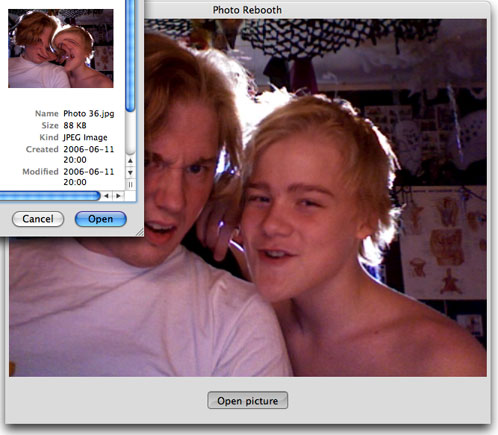 Photo Rebooth
Name Photo 36.jpg
Size 88 KB
Kind JPEG Image
Created 2006-06-11
20:00
Modified 2006-06-11
20:00
Cancel
Open
Open picture